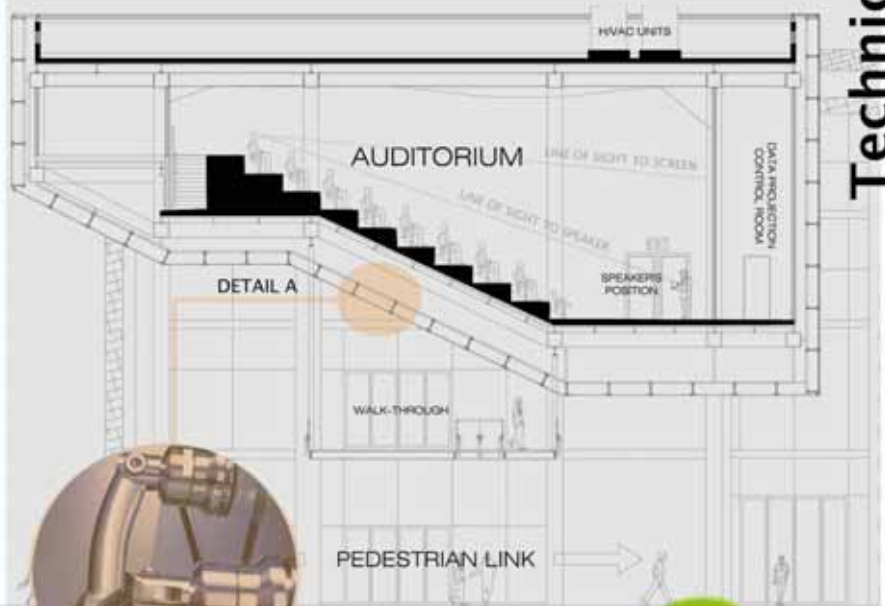 HVAC UNITS
Technic
AUDITORIUM
LINE OF SIGHT TO SCREEN
LINE OF SIGHT TO SPEAKER
DATA PROJECTION
CONTROL ROOM
SPEAKERS
POSITION
DETAIL A
WALK-THROUGH
PEDESTRIAN LINK